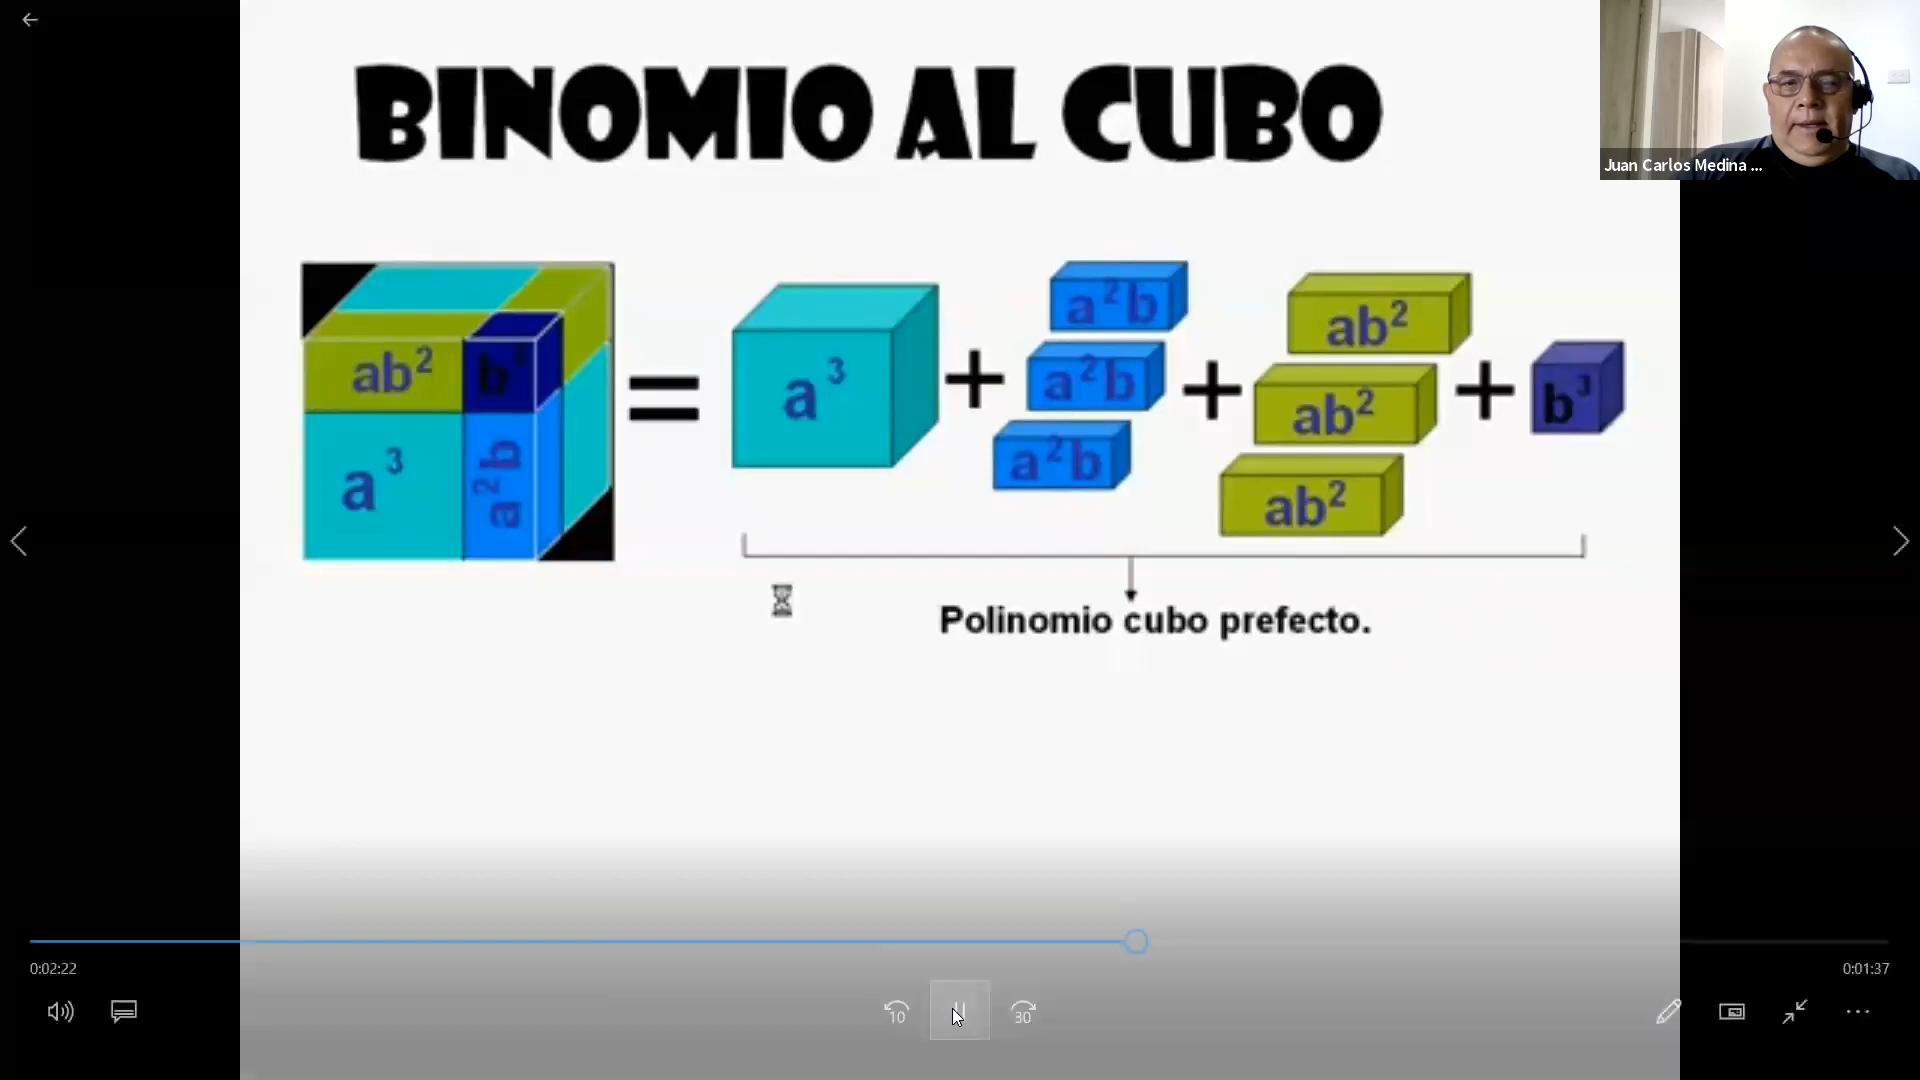 BINOMIO AL CUBO
Juan Carlos Medina ...
ab²
b³
a³
a²b
=
a³
+
a²b
a²b
a²b
+
ab²
ab²
ab²
+
b³
Polinomio cubo prefecto.
0:02:22
0:01:37
10
30